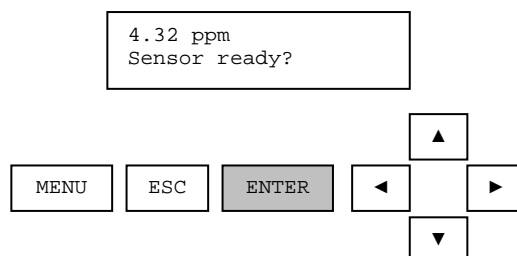 4.32 ppm
Sensor ready?
▲
MENU ESC ENTER ◄ ►
▼